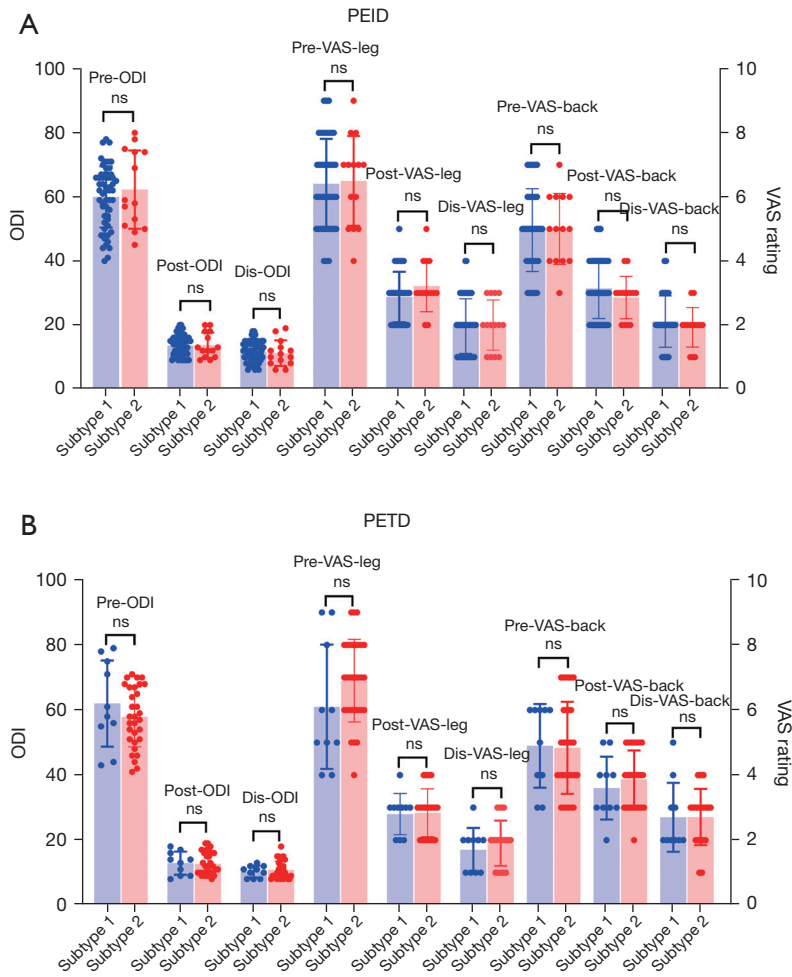 A
PEID
Pre-VAS-leg
ns
Pre-ODI
ns
Pre-VAS-back
ns
Post-VAS-leg
ns
Dis-VAS-leg
ns
Post-VAS-back
ns
Dis-VAS-back
ns
Post-ODI
ns
Dis-ODI
ns
100
80
60
40
20
0
ODI
10
8
6
4
2
0
VAS rating
Subtype 1
Subtype 2
Subtype 1
Subtype 2
Subtype 1
Subtype 2
Subtype 1
Subtype 2
Subtype 1
Subtype 2
Subtype 1
Subtype 2
Subtype 1
Subtype 2
Subtype 1
Subtype 2
Subtype 1
Subtype 2
B
PETD
Pre-VAS-leg
ns
Pre-ODI
ns
Pre-VAS-back
ns
Post-VAS-back
ns
Dis-VAS-back
ns
Post-VAS-leg
ns
Dis-VAS-leg
ns
Post-ODI
ns
Dis-ODI
ns
100
80
60
40
20
0
ODI
10
8
6
4
2
0
VAS rating
Subtype 1
Subtype 2
Subtype 1
Subtype 2
Subtype 1
Subtype 2
Subtype 1
Subtype 2
Subtype 1
Subtype 2
Subtype 1
Subtype 2
Subtype 1
Subtype 2
Subtype 1
Subtype 2
Subtype 1
Subtype 2